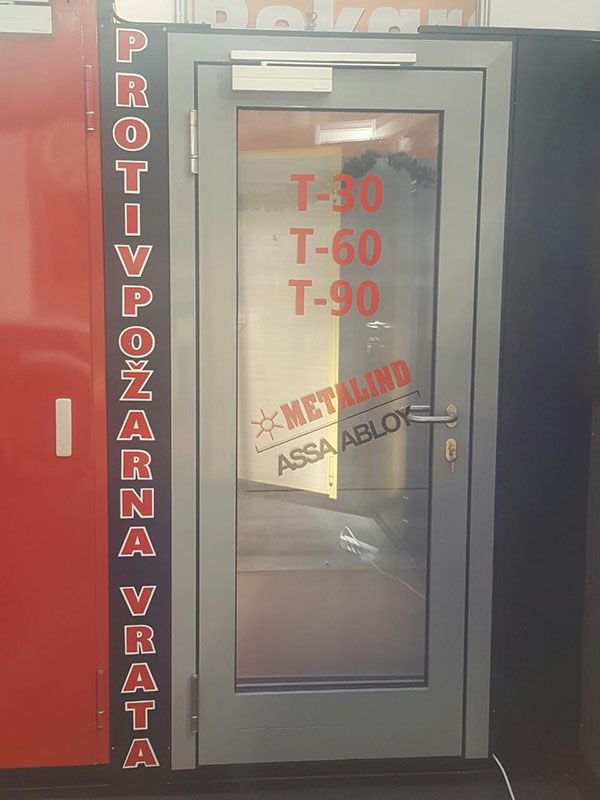 PROTIVPOŽARNA VRATA
T-30
T-60
T-90
METALIND
ASSA ABLOY